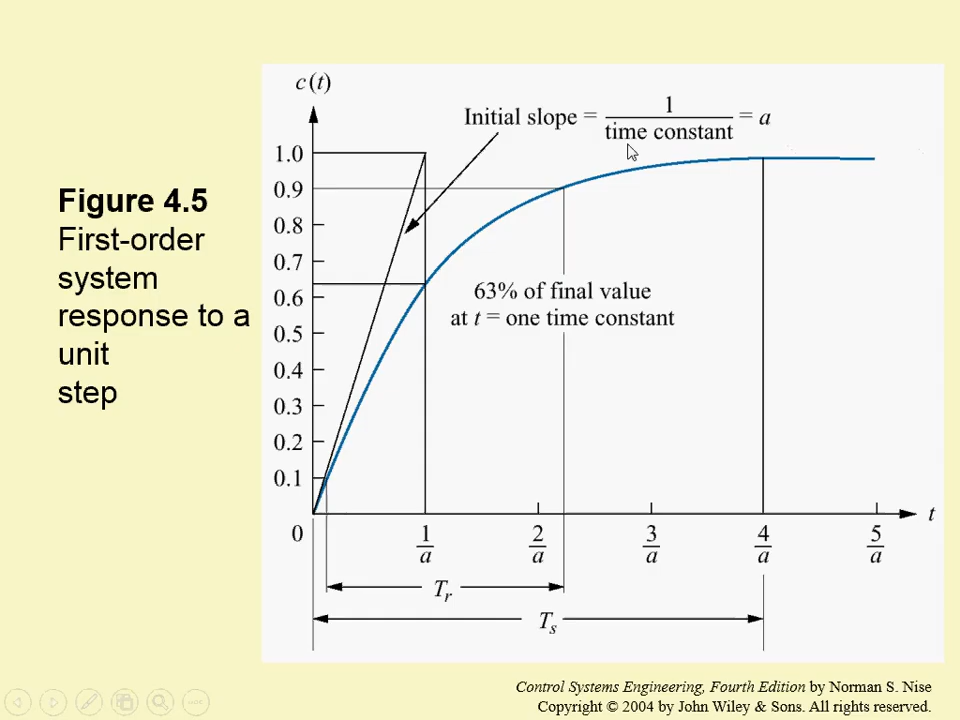 Figure 4.5
First-order
system
response to a
unit
step
c(t)
Initial slope = 1/time constant = a
1.0
0.9
0.8
0.7
0.6
0.5
0.4
0.3
0.2
0.1
0
63% of final value
at t = one time constant
1/a 2/a 3/a 4/a 5/a
t
Tr
Ts
Control Systems Engineering, Fourth Edition by Norman S. Nise
Copyright © 2004 by John Wiley & Sons. All rights reserved.